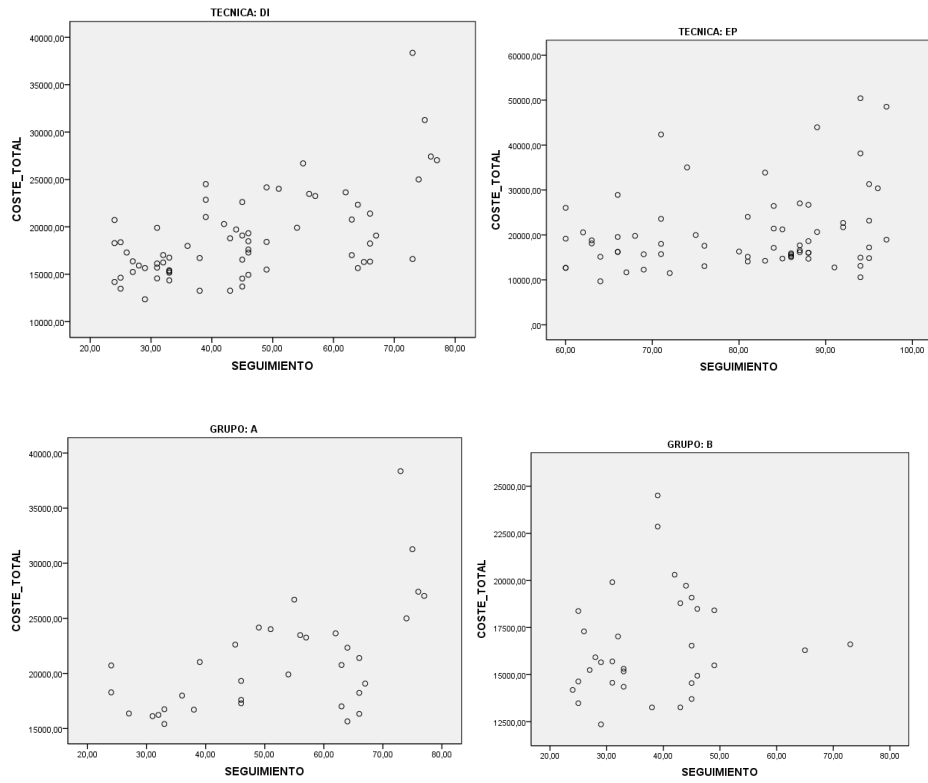 TECNICA: DI
40000,00
35000,00
30000,00
25000,00
20000,00
15000,00
10000,00
COSTE_TOTAL
20,00 30,00 40,00 50,00 60,00 70,00 80,00
SEGUIMIENTO
TECNICA: EP
60000,00
50000,00
40000,00
30000,00
20000,00
10000,00
,00
COSTE_TOTAL
60,00 70,00 80,00 90,00 100,00
SEGUIMIENTO
GRUPO: A
40000,00
35000,00
30000,00
25000,00
20000,00
15000,00
COSTE_TOTAL
20,00 30,00 40,00 50,00 60,00 70,00 80,00
SEGUIMIENTO
GRUPO: B
25000,00
22500,00
20000,00
17500,00
15000,00
12500,00
COSTE_TOTAL
20,00 30,00 40,00 50,00 60,00 70,00 80,00
SEGUIMIENTO